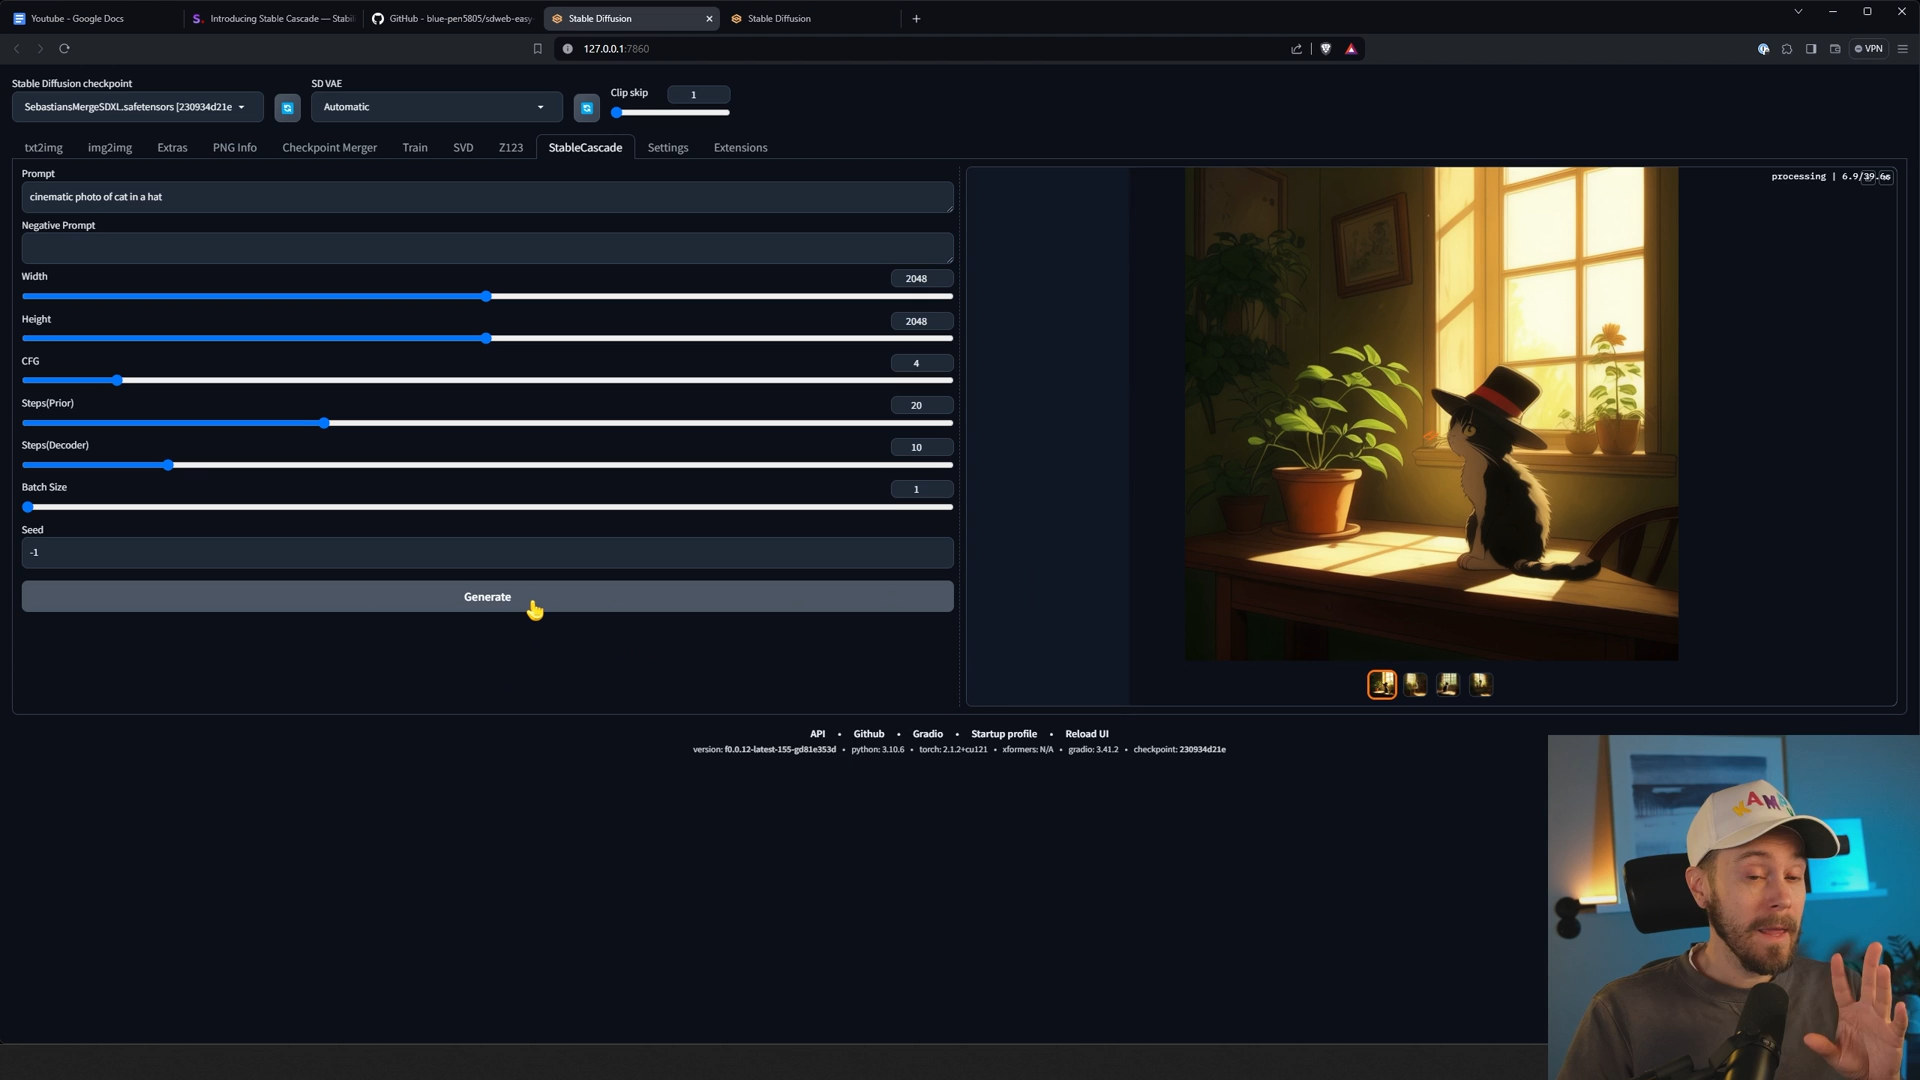 Youtube - Google Docs
Introducing Stable Cascade — Stabi
GitHub - blue-pen5805/sdweb-easy
Stable Diffusion
Stable Diffusion
127.0.0.1:7860
VPN
Stable Diffusion checkpoint
SD VAE
Clip skip
1
SebastiansMergeSDXL.safetensors [230934d21e
Automatic
txt2img
img2img
Extras
PNG Info
Checkpoint Merger
Train
SVD
Z123
StableCascade
Settings
Extensions
Prompt
cinematic photo of cat in a hat
Negative Prompt
Width
2048
Height
2048
CFG
4
Steps(Prior)
20
Steps(Decoder)
10
Batch Size
1
Seed
-1
Generate
processing | 6.9/39.6s
API • Github • Gradio • Startup profile • Reload UI
version: f0.0.12-latest-155-gd81e353d • python: 3.10.6 • torch: 2.1.2+cu121 • xformers: N/A • gradio: 3.41.2 • checkpoint: 230934d21e